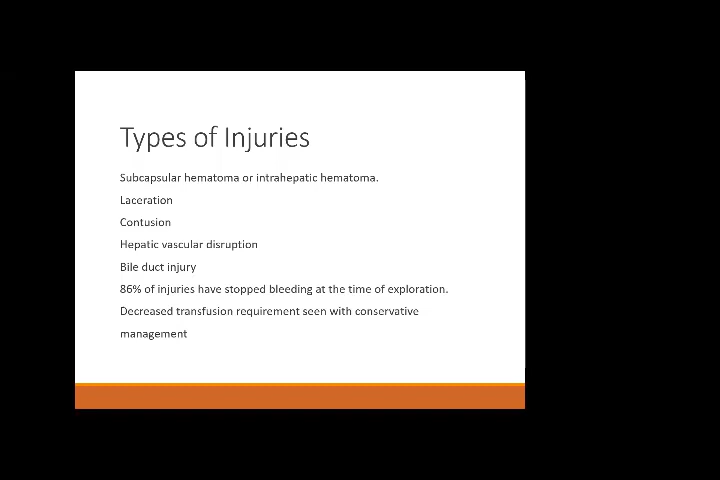 Types of Injuries
Subcapsular hematoma or intrahepatic hematoma.
Laceration
Contusion
Hepatic vascular disruption
Bile duct injury
86% of injuries have stopped bleeding at the time of exploration.
Decreased transfusion requirement seen with conservative
management